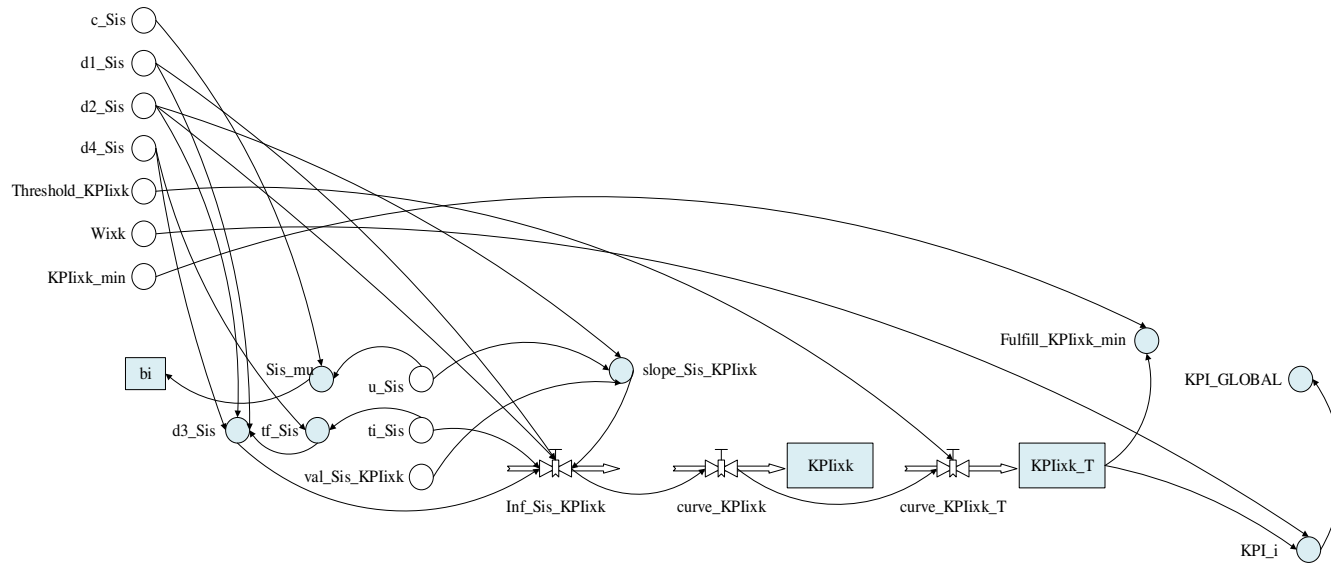 c_Sis
d1_Sis
d2_Sis
d4_Sis
Threshold_KPIixk
Wixk
KPIixk_min
Fulfill_KPIixk_min
bi
Sis_mu
u_Sis
slope_Sis_KPIixk
KPI_GLOBAL
d3_Sis
tf_Sis
ti_Sis
val_Sis_KPIixk
KPIixk
KPIixk_T
Inf_Sis_KPIixk
curve_KPIixk
curve_KPIixk_T
KPI_i